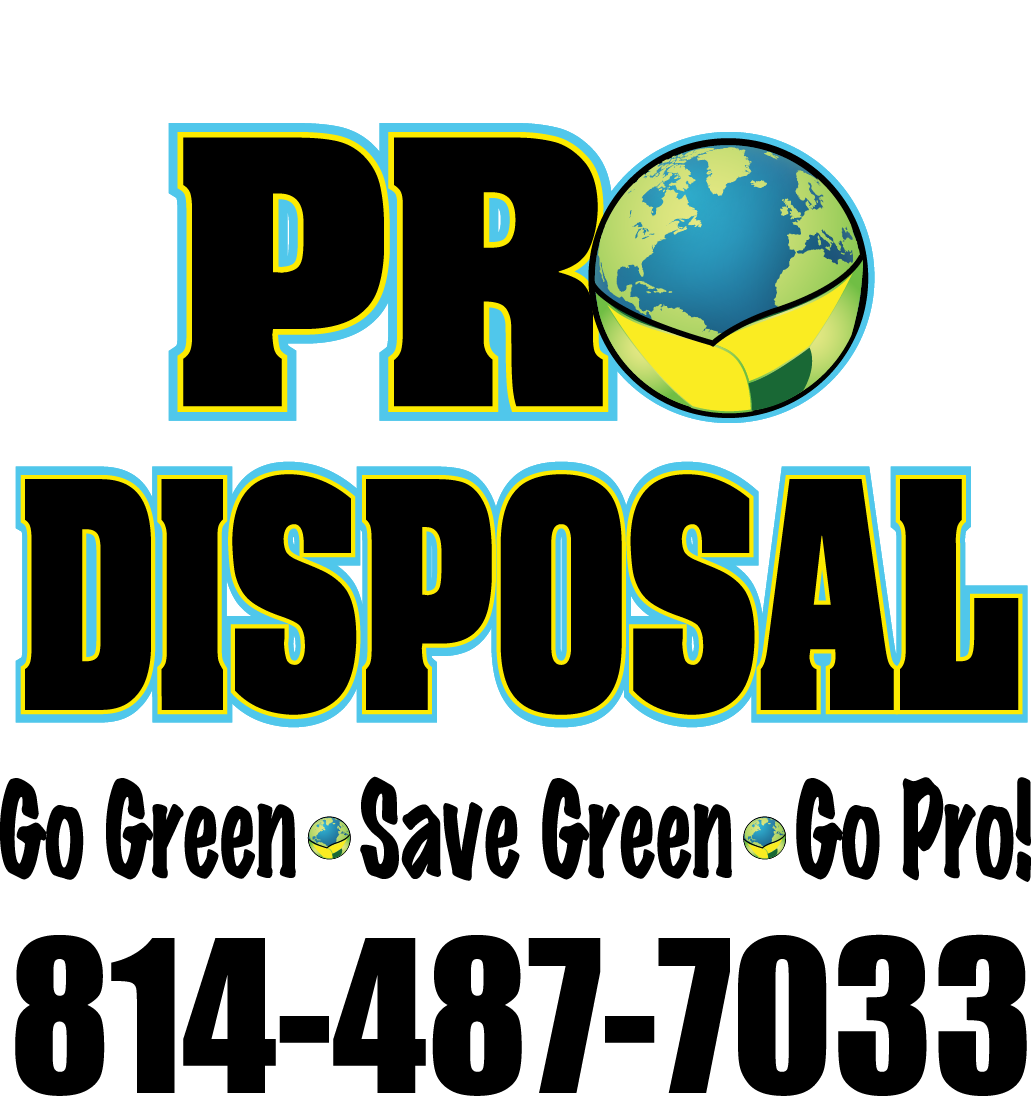 PRO
DISPOSAL
Go Green•Save Green•Go Pro!
814-487-7033